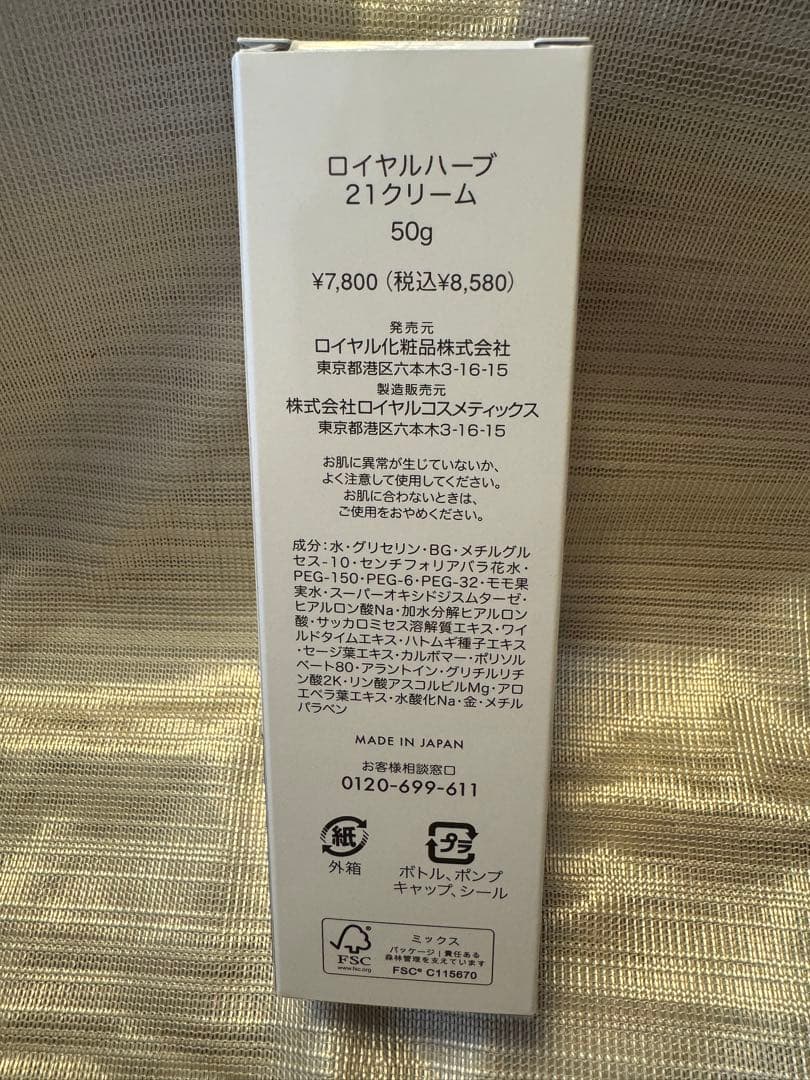 ロイヤルハーブ
21クリーム
50g
¥7,800（税込¥8,580）
発売元
ロイヤル化粧品株式会社
東京都港区六本木3-16-15
製造販売元
株式会社ロイヤルコスメティックス
東京都港区六本木3-16-15
お肌に異常が生じていないか、
よく注意して使用してください。
お肌に合わないときは、
ご使用をおやめください。
成分：水・グリセリン・BG・メチルグル
セス-10・センチフォリアバラ花水・
PEG-150・PEG-6・PEG-32・モモ果
実水・スーパーオキシドジスムターゼ・
ヒアルロン酸Na・加水分解ヒアルロン
酸・サッカロミセス溶解質エキス・ワイ
ルドタイムエキス・ハトムギ種子エキス
・セージ葉エキス・カルボマー・ポリソル
ベート80・アラントイン・グリチルリチ
ン酸2K・リン酸アスコルビルMg・アロ
エベラ葉エキス・水酸化Na・金・メチル
パラベン
MADE IN JAPAN
お客様相談窓口
0120-699-611
紙
外箱
プラ
ボトル、ポンプ
キャップ、シール
FSC
www.fsc.org
ミックス
パッケージ｜責任ある
森林管理を支えています
FSC® C115670